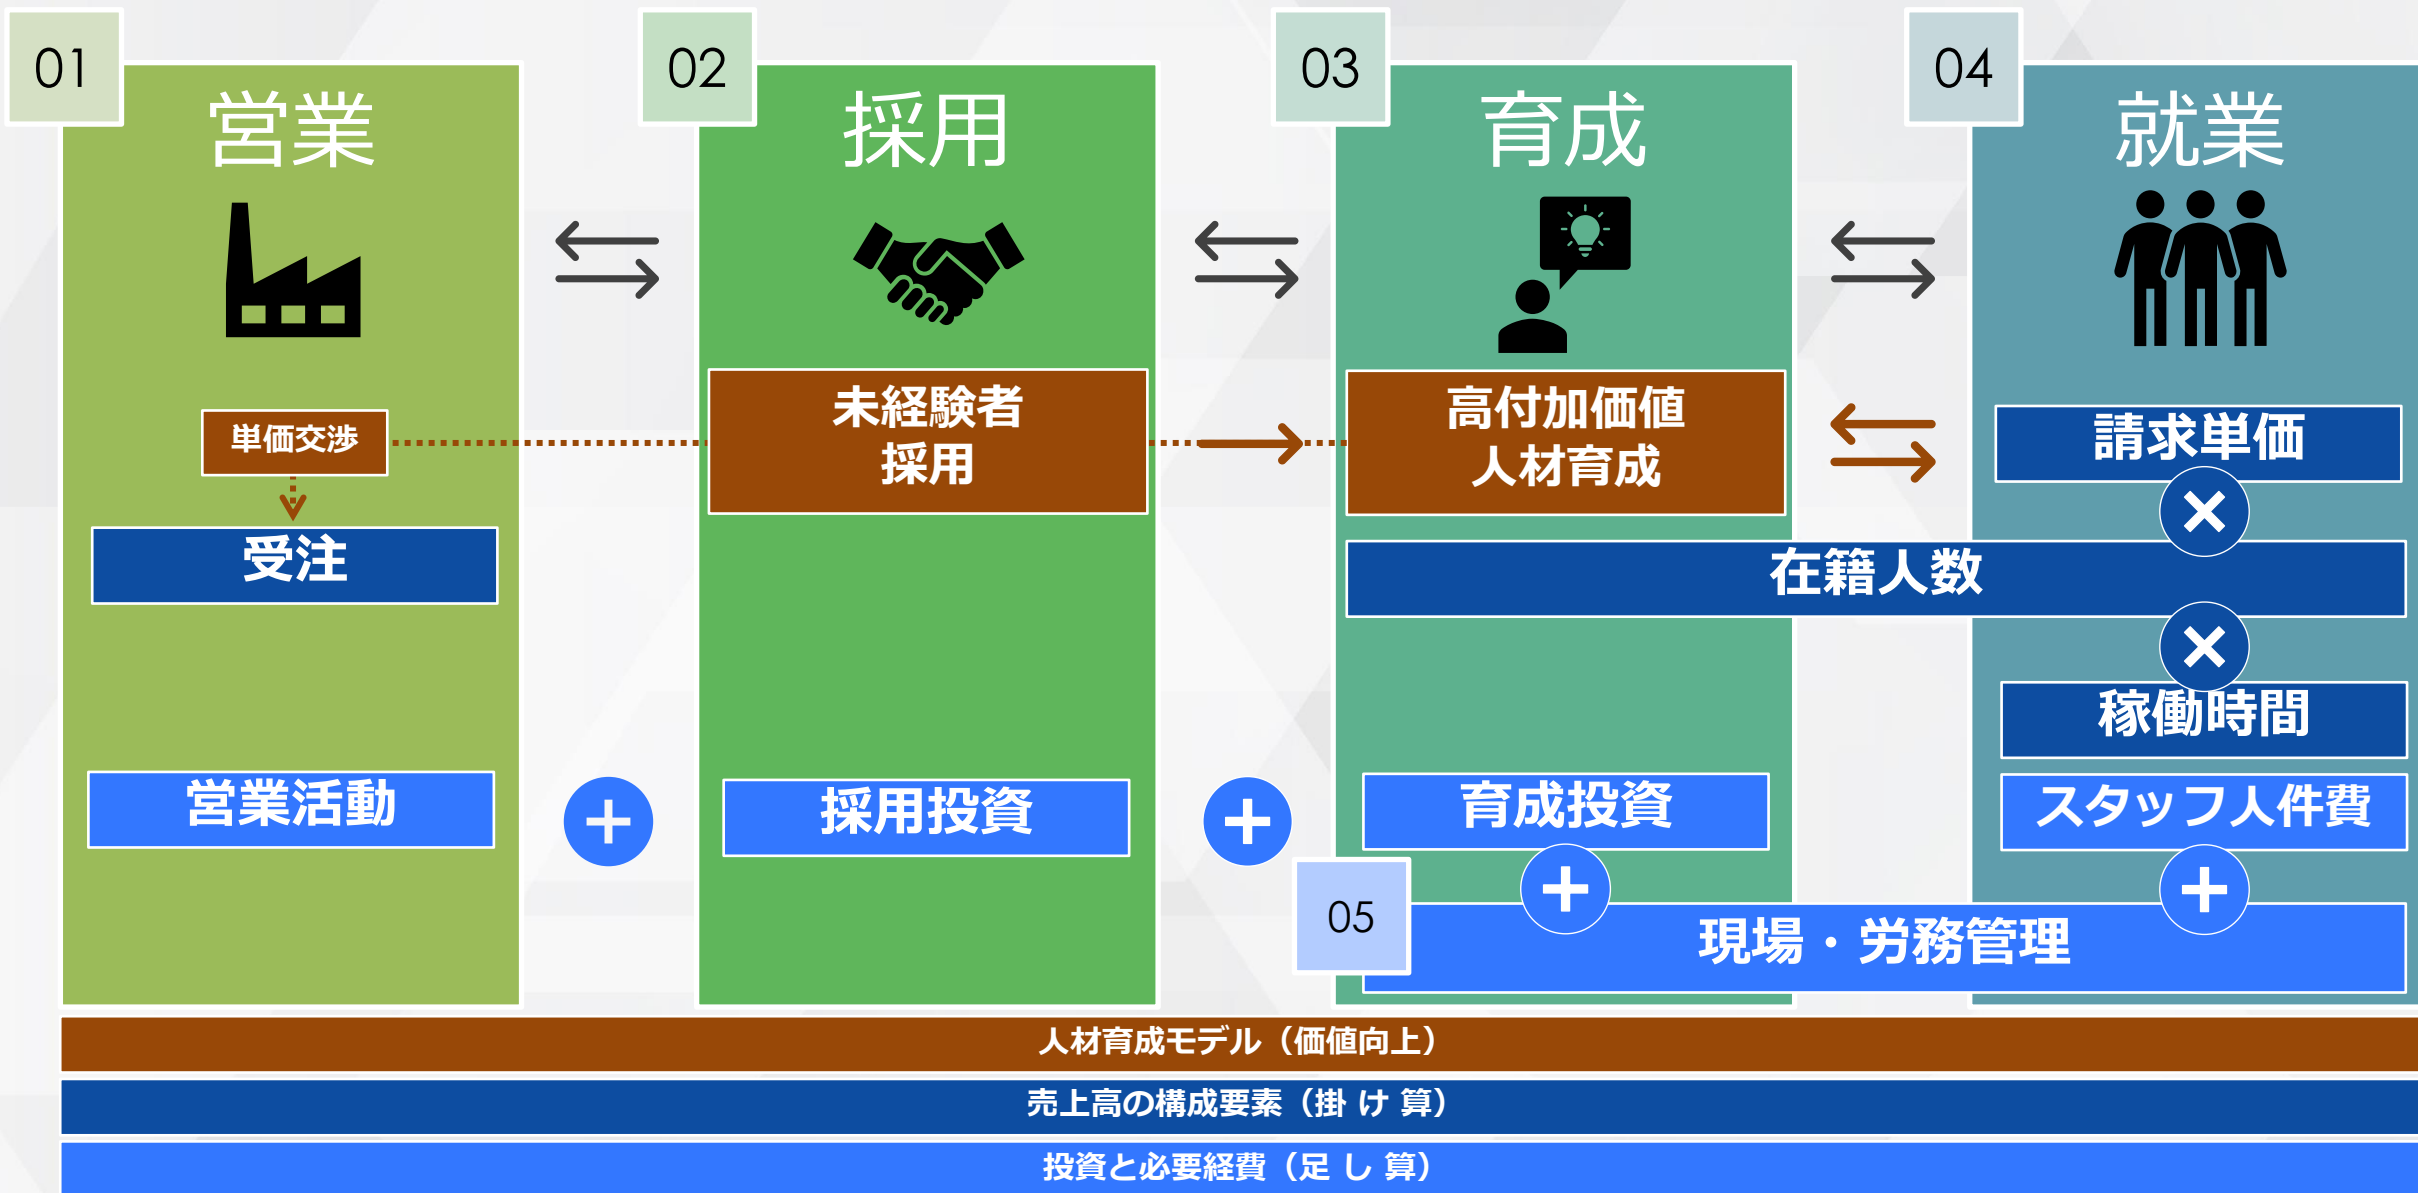 01
営業
単価交渉
受注
営業活動
02
採用
未経験者
採用
採用投資
03
育成
高付加価値
人材育成
育成投資
04
就業
請求単価
在籍人数
稼働時間
スタッフ人件費
05
現場・労務管理
人材育成モデル（価値向上）
売上高の構成要素（掛 け 算）
投資と必要経費（足 し 算）